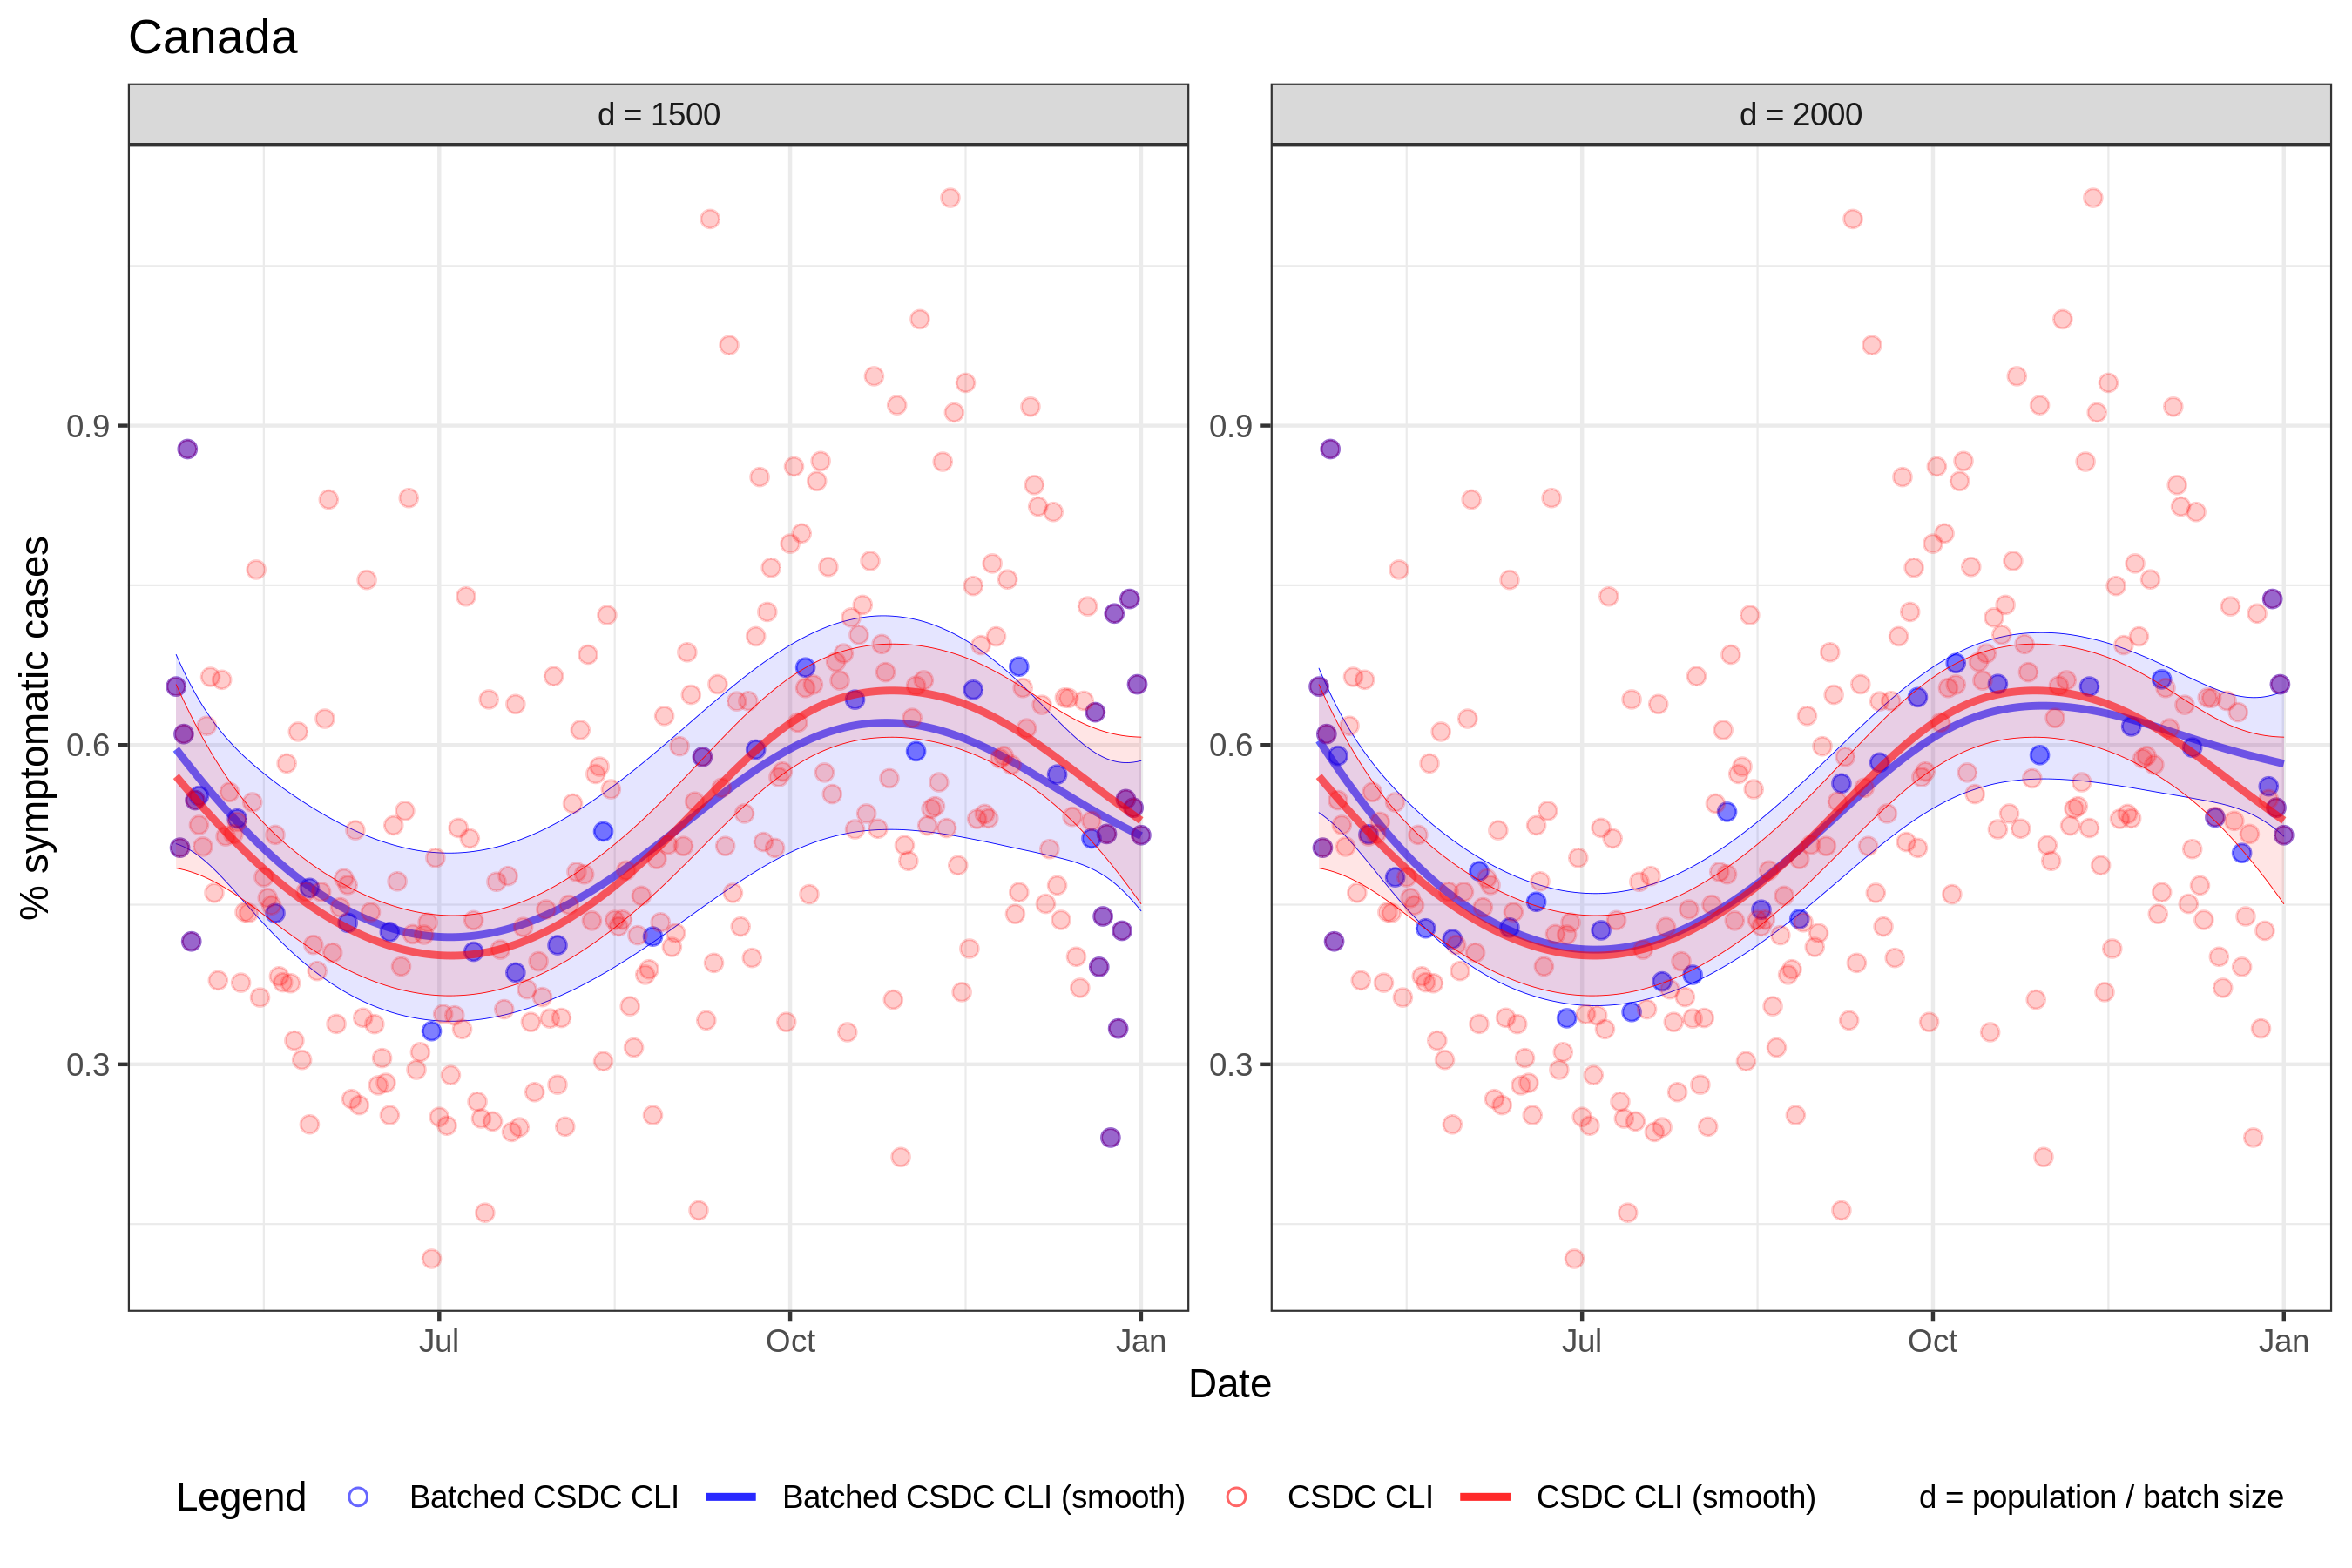 Canada
d = 1500
d = 2000
% symptomatic cases
0.9
0.6
0.3
0.9
0.6
0.3
Jul
Oct
Jan
Jul
Oct
Jan
Date
Legend
Batched CSDC CLI
Batched CSDC CLI (smooth)
CSDC CLI
CSDC CLI (smooth)
d = population / batch size